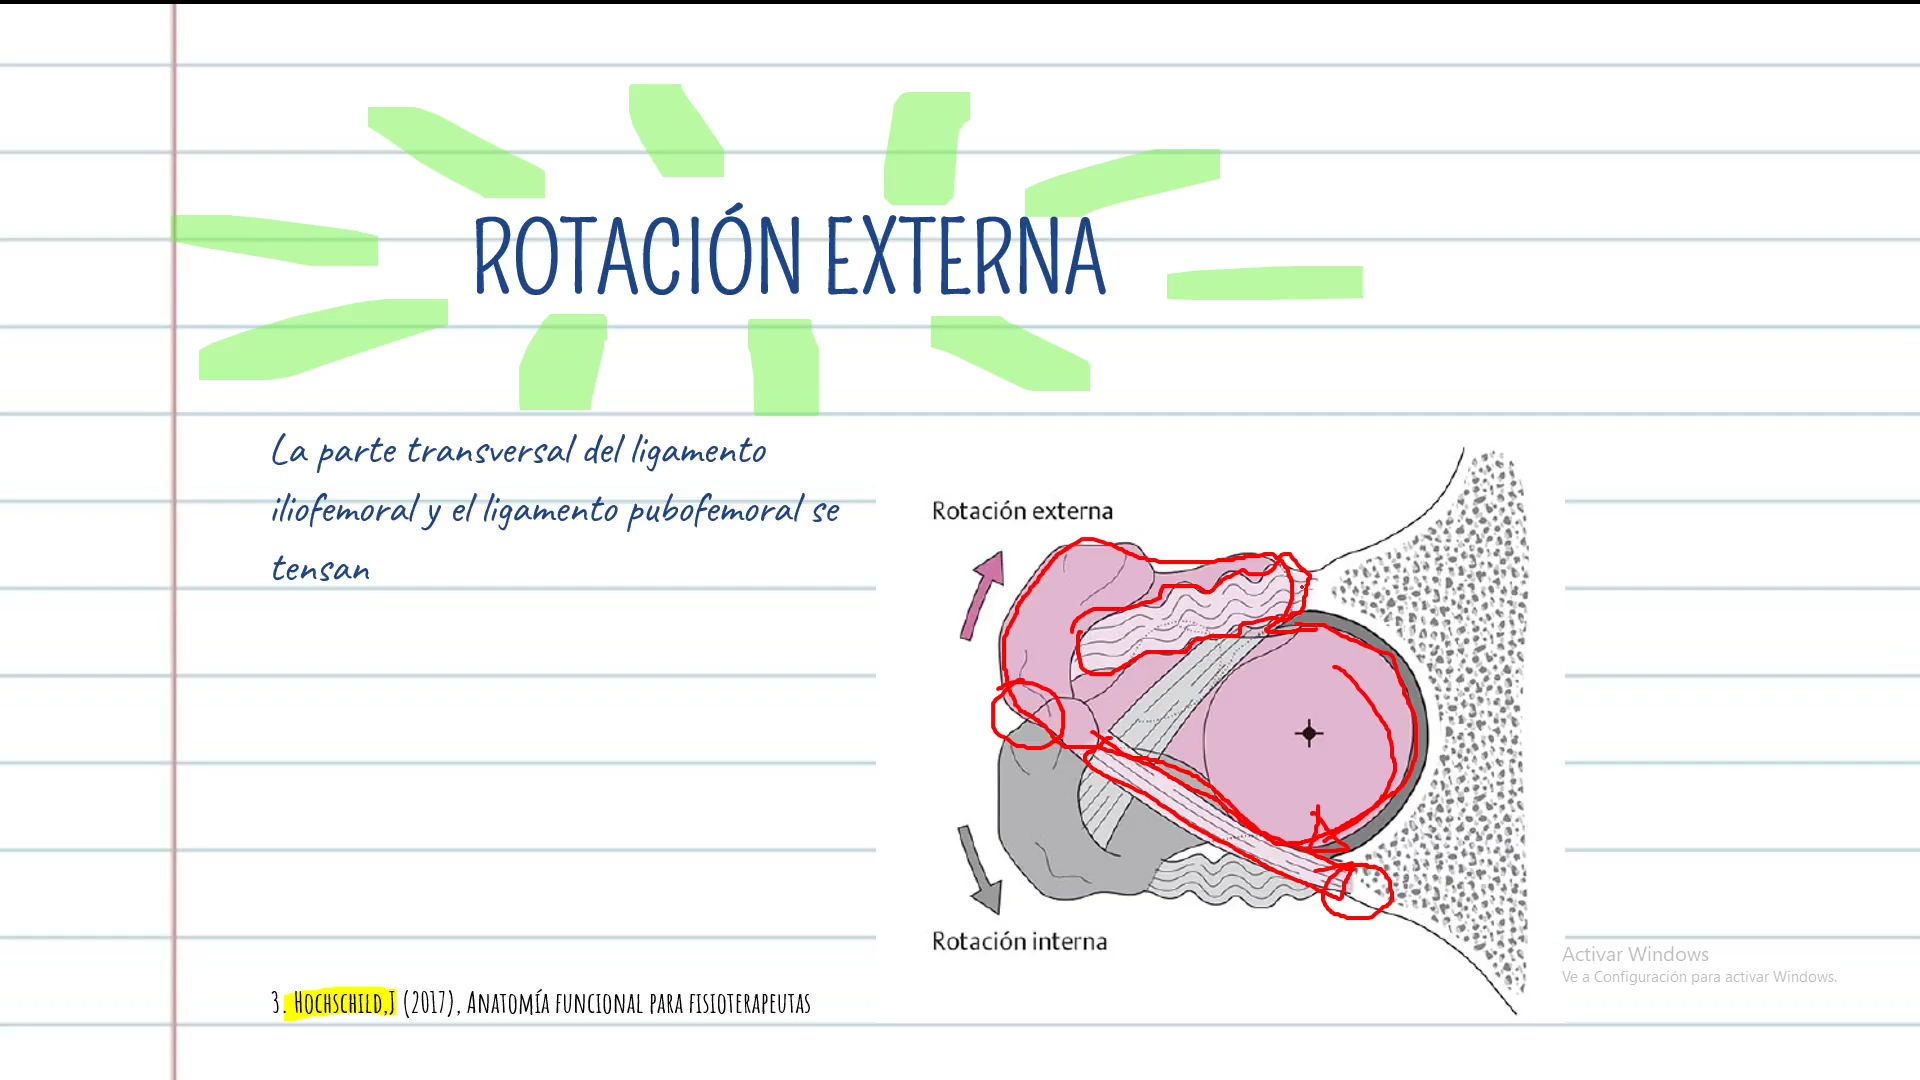 ROTACIÓN EXTERNA
La parte transversal del ligamento
iliofemoral y el ligamento pubofemoral se
tensan
Rotación externa
Rotación interna
Activar Windows
Ve a Configuración para activar Windows.
3. HOCHSCHILD,J (2017), ANATOMÍA FUNCIONAL PARA FISIOTERAPEUTAS